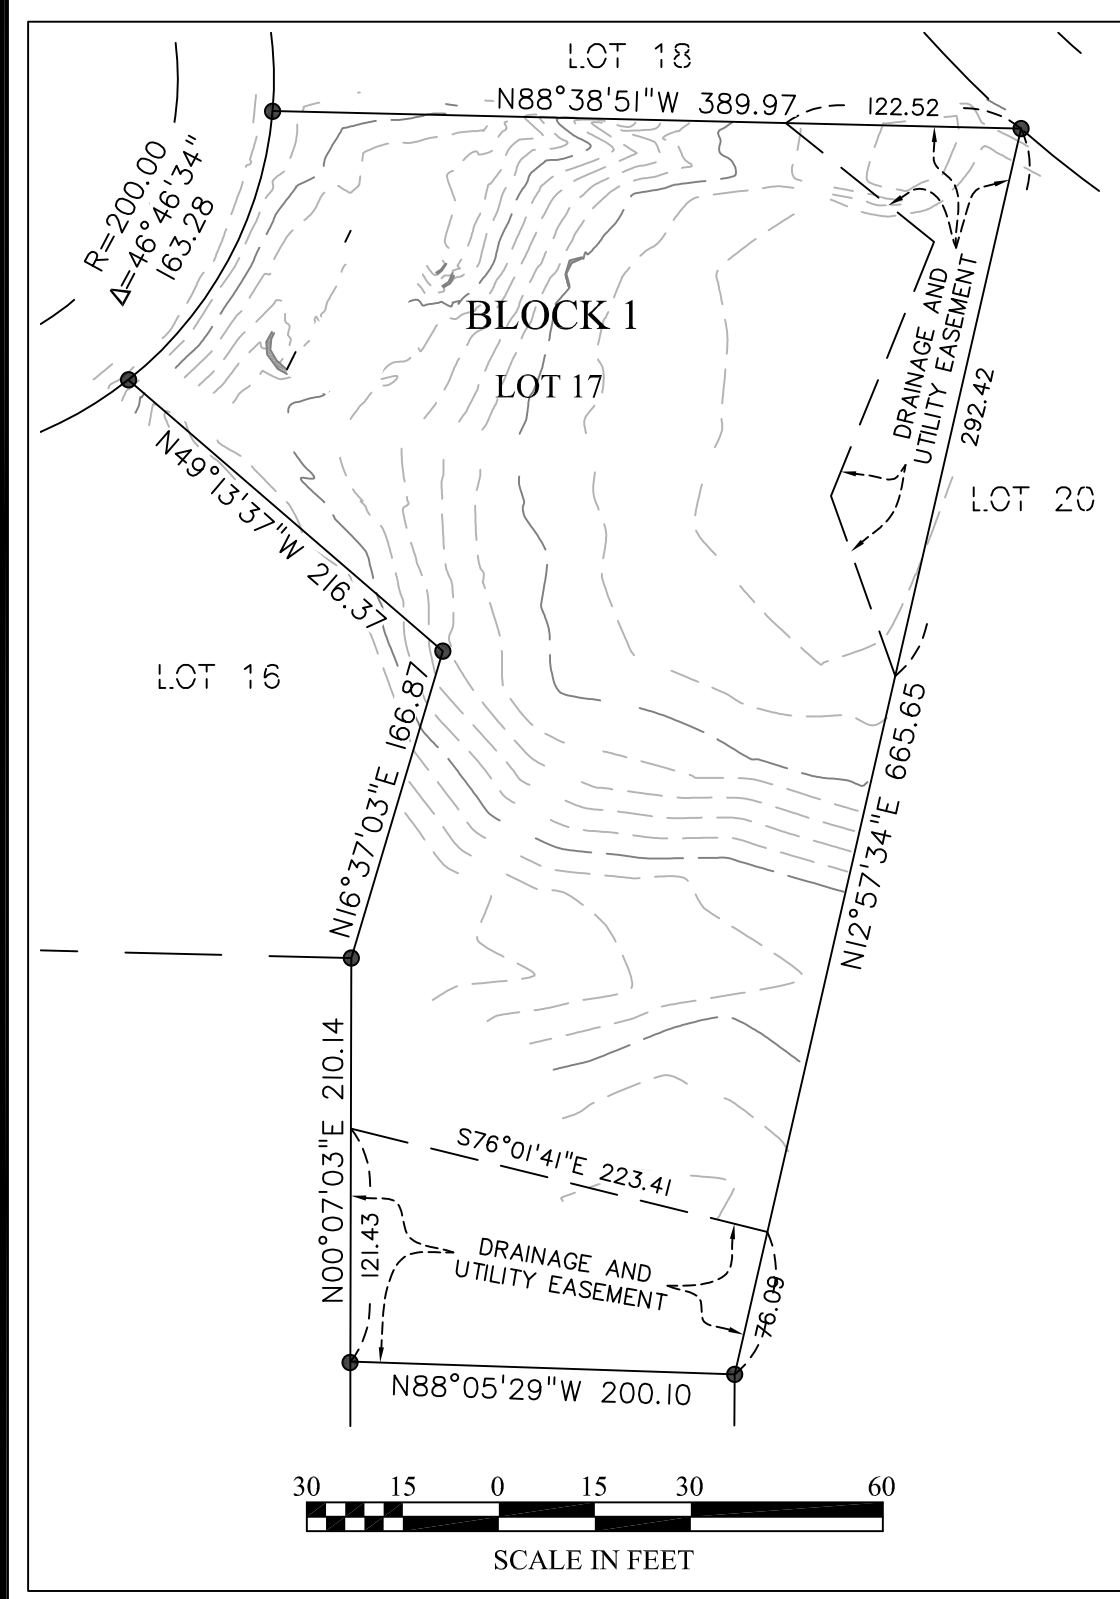 LOT 18
N88°38'51"W 389.97
122.52
R=200.00
Δ=46°46'34"
163.28
BLOCK 1
LOT 17
DRAINAGE AND
UTILITY EASEMENT
292.42
N49°13'37"W 216.37
LOT 20
LOT 16
N16°37'03"E 166.87
N12°57'34"E 665.65
N00°07'03"E 210.14
S76°01'41"E 223.41
121.43
DRAINAGE AND
UTILITY EASEMENT
76.09
N88°05'29"W 200.10
30 15 0 15 30 60
SCALE IN FEET